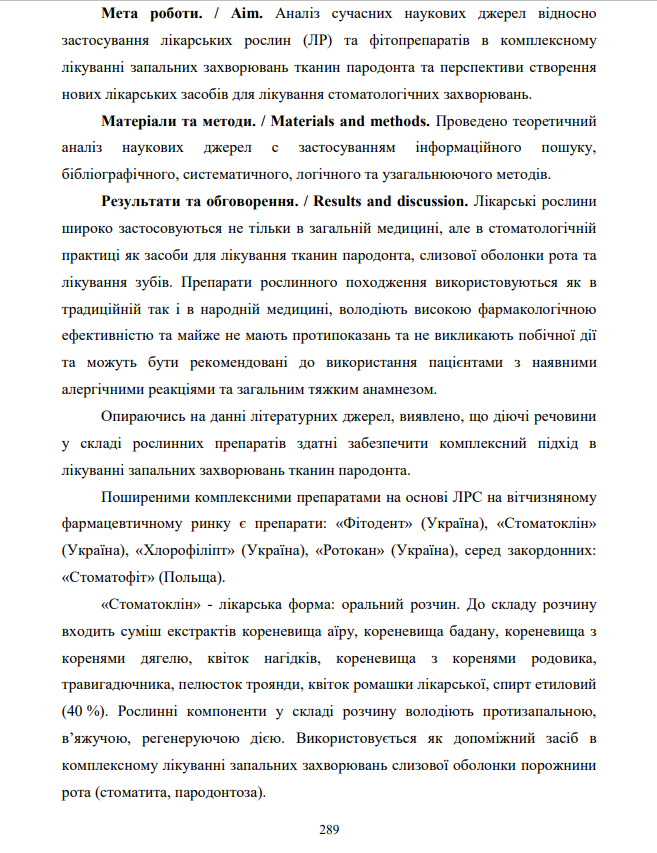 Мета роботи. / Aim. Аналіз сучасних наукових джерел відносно
застосування лікарських рослин (ЛР) та фітопрепаратів в комплексному
лікуванні запальних захворювань тканин пародонта та перспективи створення
нових лікарських засобів для лікування стоматологічних захворювань.
Матеріали та методи. / Materials and methods. Проведено теоретичний
аналіз наукових джерел с застосуванням інформаційного пошуку,
бібліографічного, систематичного, логічного та узагальнюючого методів.
Результати та обговорення. / Results and discussion. Лікарські рослини
широко застосовуються не тільки в загальній медицині, але в стоматологічній
практиці як засоби для лікування тканин пародонта, слизової оболонки рота та
лікування зубів. Препарати рослинного походження використовуються як в
традиційній так і в народній медицині, володіють високою фармакологічною
ефективністю та майже не мають протипоказань та не викликають побічної дії
та можуть бути рекомендовані до використання пацієнтами з наявними
алергічними реакціями та загальним тяжким анамнезом.
Опираючись на данні літературних джерел, виявлено, що діючі речовини
у складі рослинних препаратів здатні забезпечити комплексний підхід в
лікуванні запальних захворювань тканин пародонта.
Поширеними комплексними препаратами на основі ЛРС на вітчизняному
фармацевтичному ринку є препарати: «Фітодент» (Україна), «Стоматоклін»
(Україна), «Хлорофіліпт» (Україна), «Ротокан» (Україна), серед закордонних:
«Стоматофіт» (Польща).
«Стоматоклін» - лікарська форма: оральний розчин. До складу розчину
входить суміш екстрактів кореневища аїру, кореневища бадану, кореневища з
коренями дягелю, квіток нагідків, кореневища з коренями родовика,
травигадючника, пелюсток троянди, квіток ромашки лікарської, спирт етиловий
(40 %). Рослинні компоненти у складі розчину володіють протизапальною,
в’яжучою, регенеруючою дією. Використовується як допоміжний засіб в
комплексному лікуванні запальних захворювань слизової оболонки порожнини
рота (стоматита, пародонтоза).
289